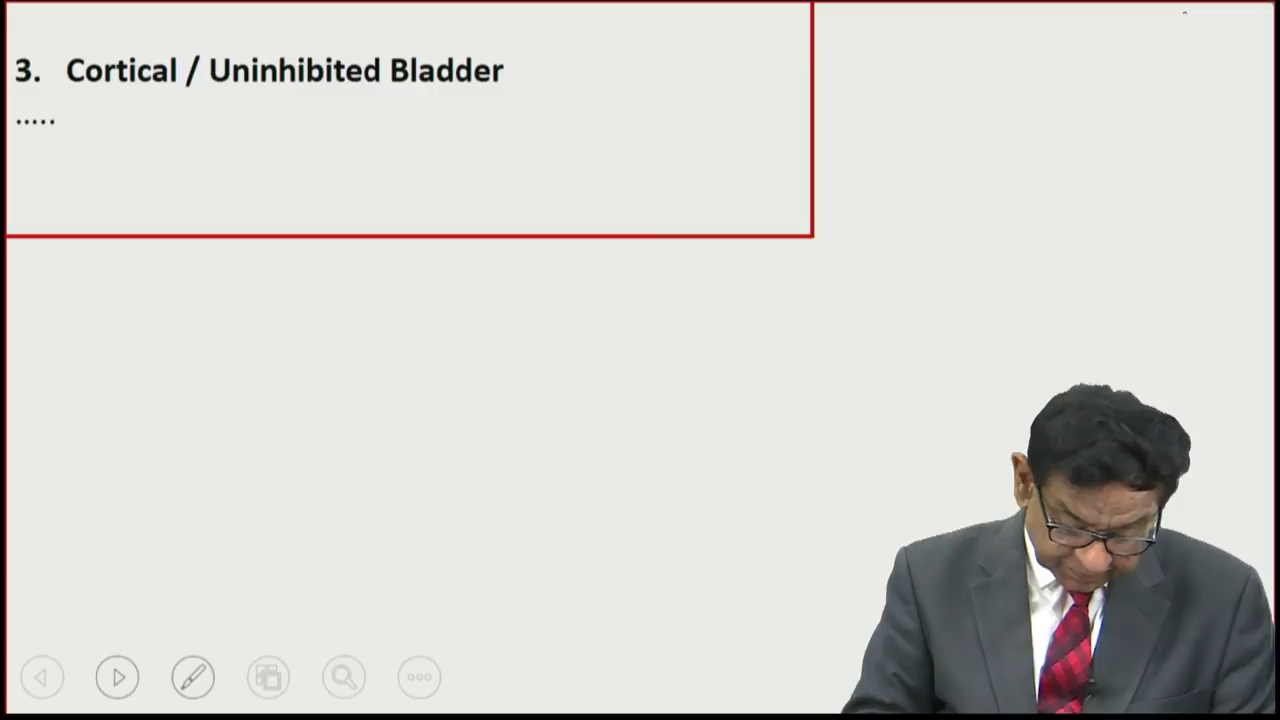 3. Cortical / Uninhibited Bladder
.....